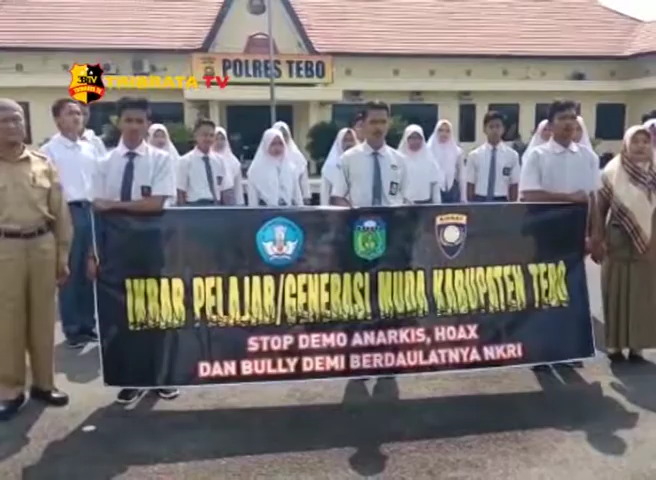 TRIBRATA TV
POLRES TEBO
IKRAR PELAJAR/GENERASI MUDA KABUPATEN TEBO
STOP DEMO ANARKIS, HOAX
DAN BULLY DEMI BERDAULATNYA NKRI